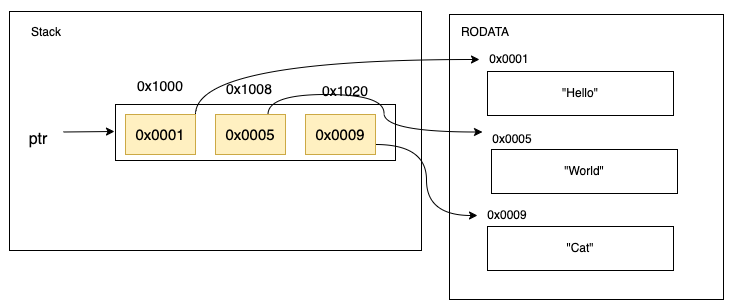 Stack
RODATA
0x0001
0x1000
0x1008
0x1020
"Hello"
ptr
0x0001
0x0005
0x0009
0x0005
"World"
0x0009
"Cat"